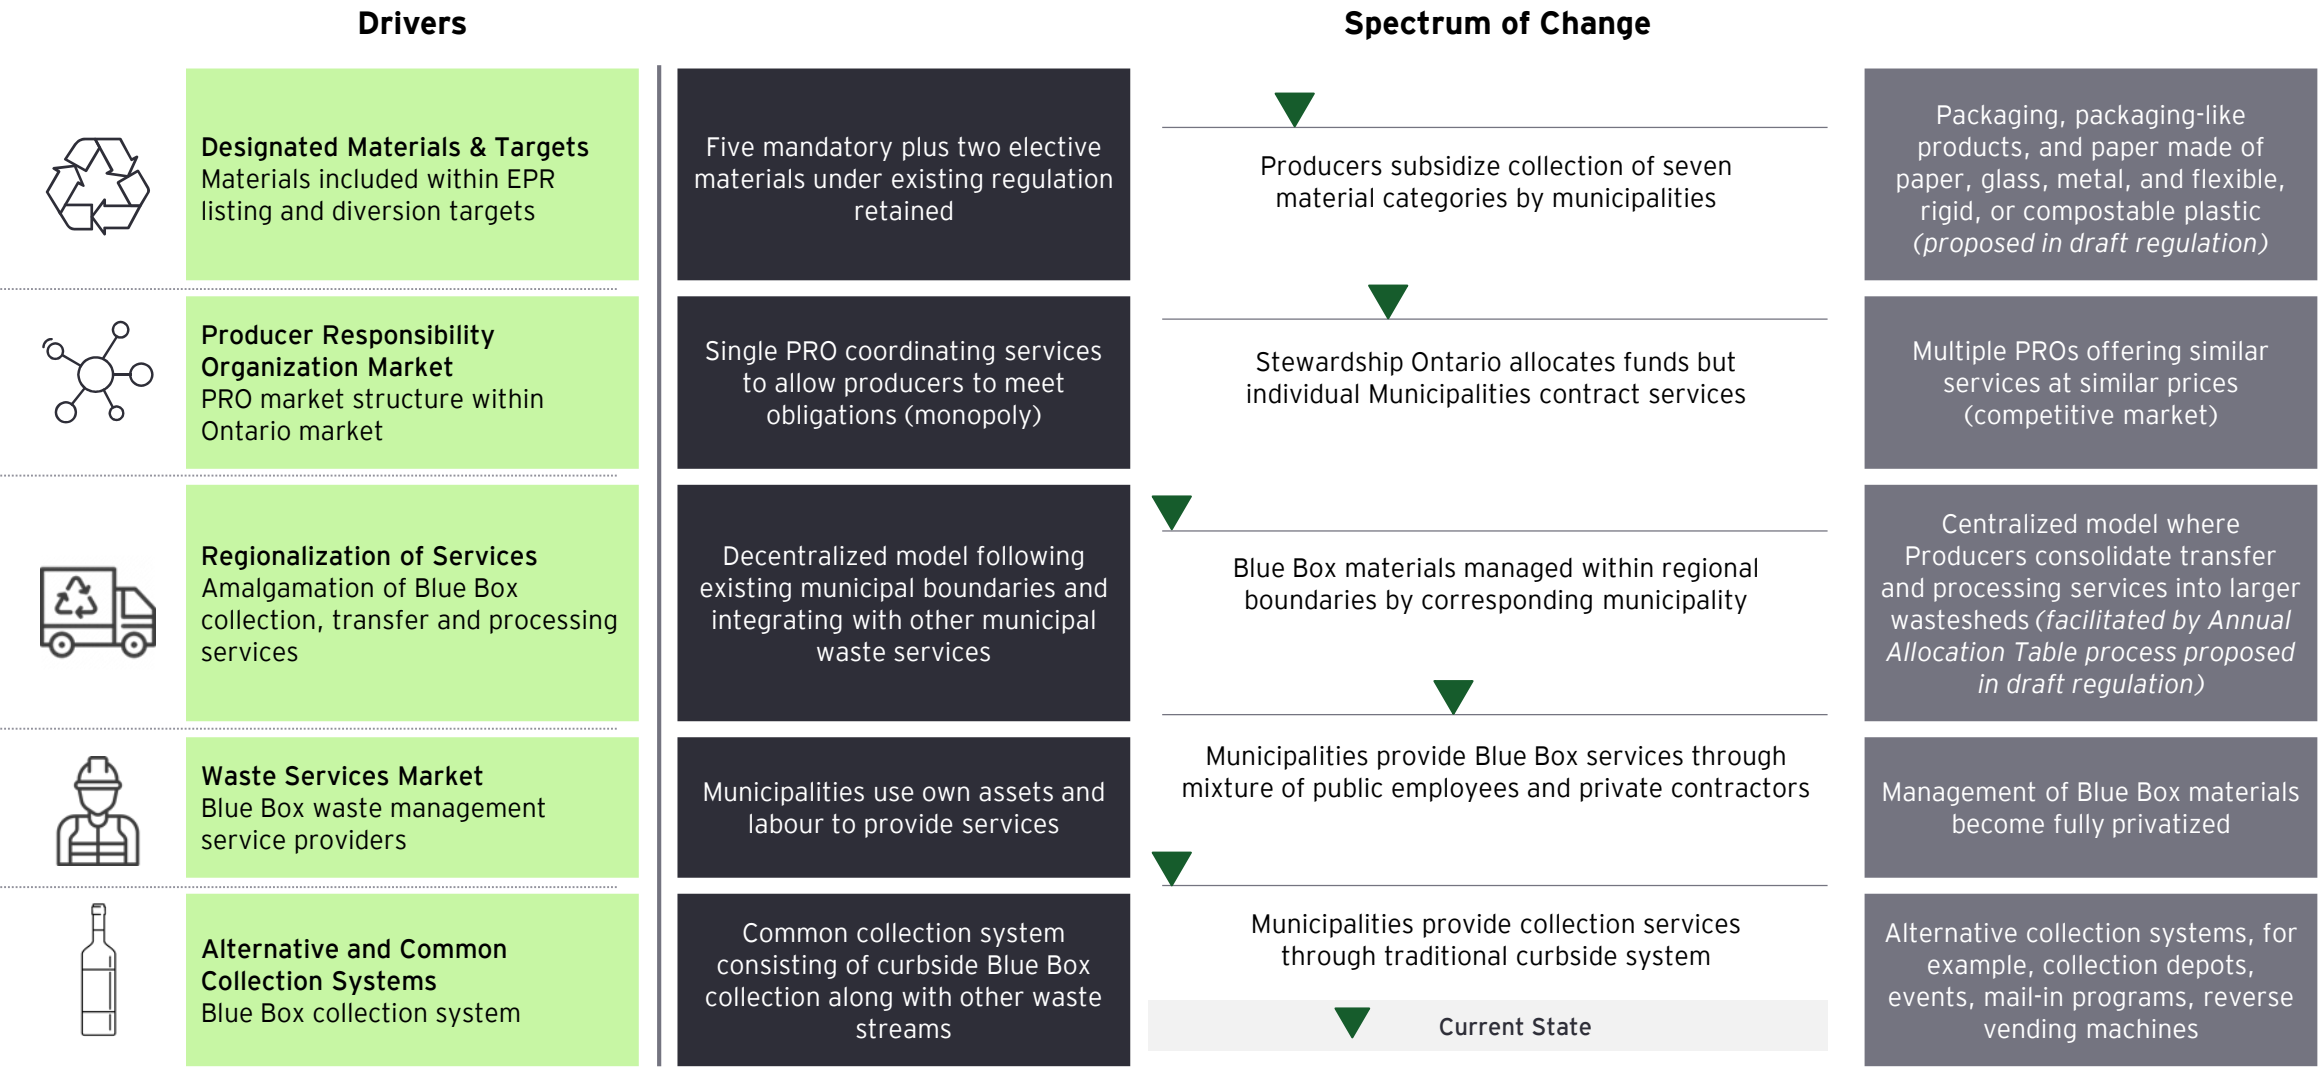 Drivers
Spectrum of Change
Designated Materials & Targets
Materials included within EPR
listing and diversion targets
Five mandatory plus two elective
materials under existing regulation
retained
Producers subsidize collection of seven
material categories by municipalities
Packaging, packaging-like
products, and paper made of
paper, glass, metal, and flexible,
rigid, or compostable plastic
(proposed in draft regulation)
Producer Responsibility
Organization Market
PRO market structure within
Ontario market
Single PRO coordinating services
to allow producers to meet
obligations (monopoly)
Stewardship Ontario allocates funds but
individual Municipalities contract services
Multiple PROs offering similar
services at similar prices
(competitive market)
Regionalization of Services
Amalgamation of Blue Box
collection, transfer and processing
services
Decentralized model following
existing municipal boundaries and
integrating with other municipal
waste services
Blue Box materials managed within regional
boundaries by corresponding municipality
Centralized model where
Producers consolidate transfer
and processing services into larger
wastesheds (facilitated by Annual
Allocation Table process proposed
in draft regulation)
Waste Services Market
Blue Box waste management
service providers
Municipalities use own assets and
labour to provide services
Municipalities provide Blue Box services through
mixture of public employees and private contractors
Management of Blue Box materials
become fully privatized
Alternative and Common
Collection Systems
Blue Box collection system
Common collection system
consisting of curbside Blue Box
collection along with other waste
streams
Municipalities provide collection services
through traditional curbside system
Current State
Alternative collection systems, for
example, collection depots,
events, mail-in programs, reverse
vending machines